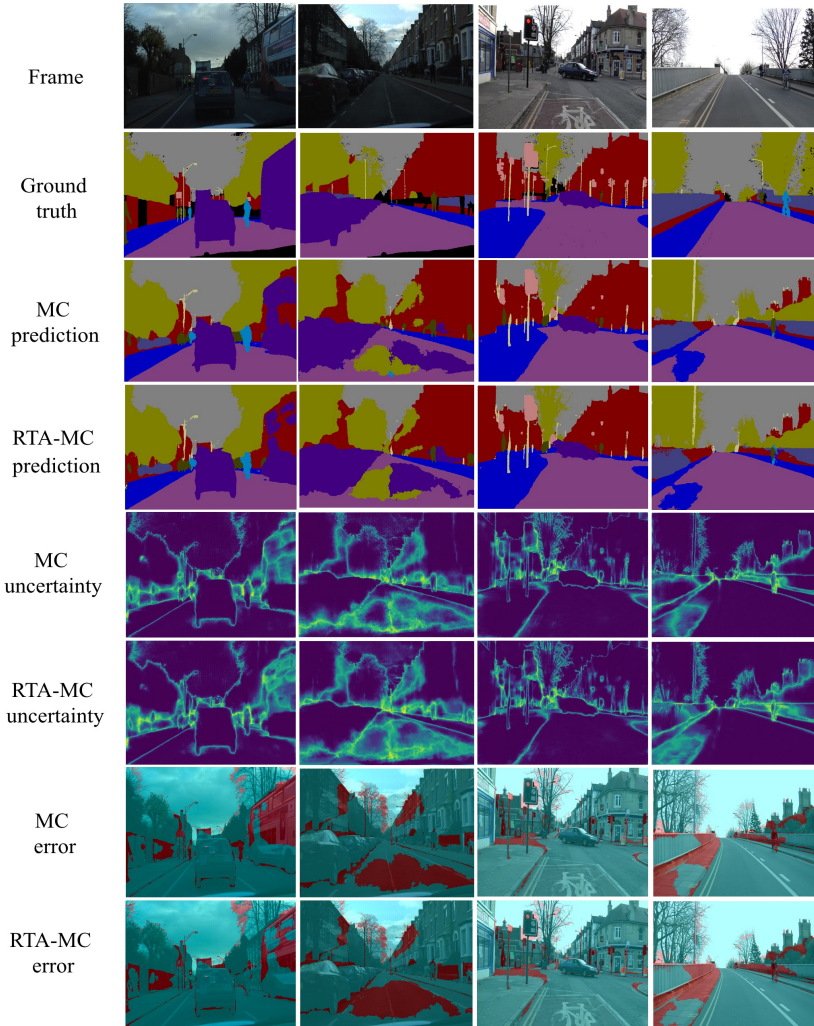 Frame
Ground
truth
MC
prediction
RTA-MC
prediction
MC
uncertainty
RTA-MC
uncertainty
MC
error
RTA-MC
error